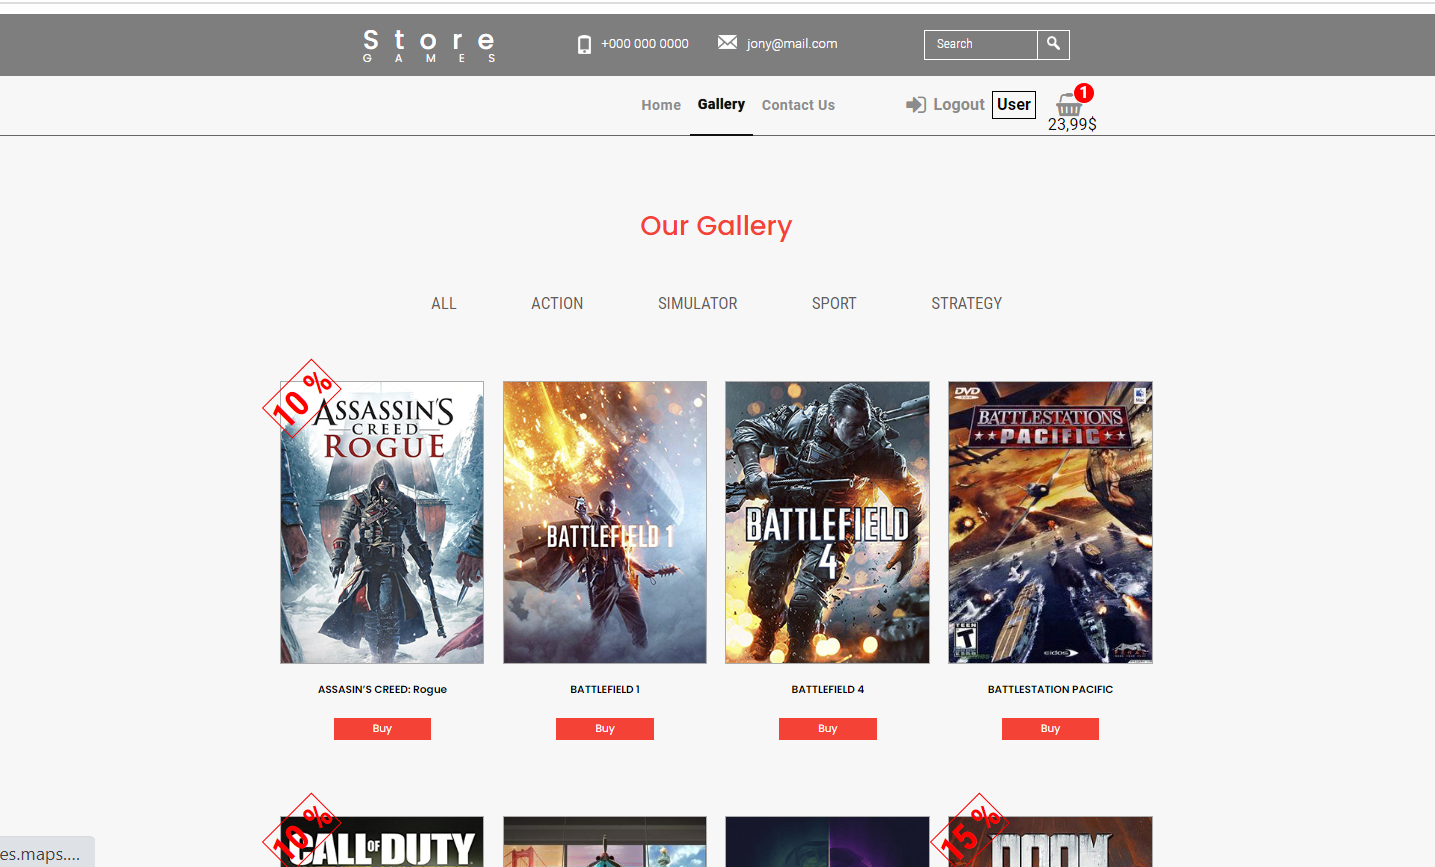 Store
GAMES
+000 000 0000
jony@mail.com
Search
Home
Gallery
Contact Us
Logout
User
1
23,99$
Our Gallery
ALL
ACTION
SIMULATOR
SPORT
STRATEGY
10 %
ASSASSIN'S
CREED
ROGUE
BATTLEFIELD 1
BATTLEFIELD
4
DVD
Mac
BATTLESTATIONS
PACIFIC
TEEN
T
eidos
ASSASIN'S CREED: Rogue
BATTLEFIELD 1
BATTLEFIELD 4
BATTLESTATION PACIFIC
Buy
Buy
Buy
Buy
10 %
CALL OF DUTY
15 %
DOOM
es.maps....